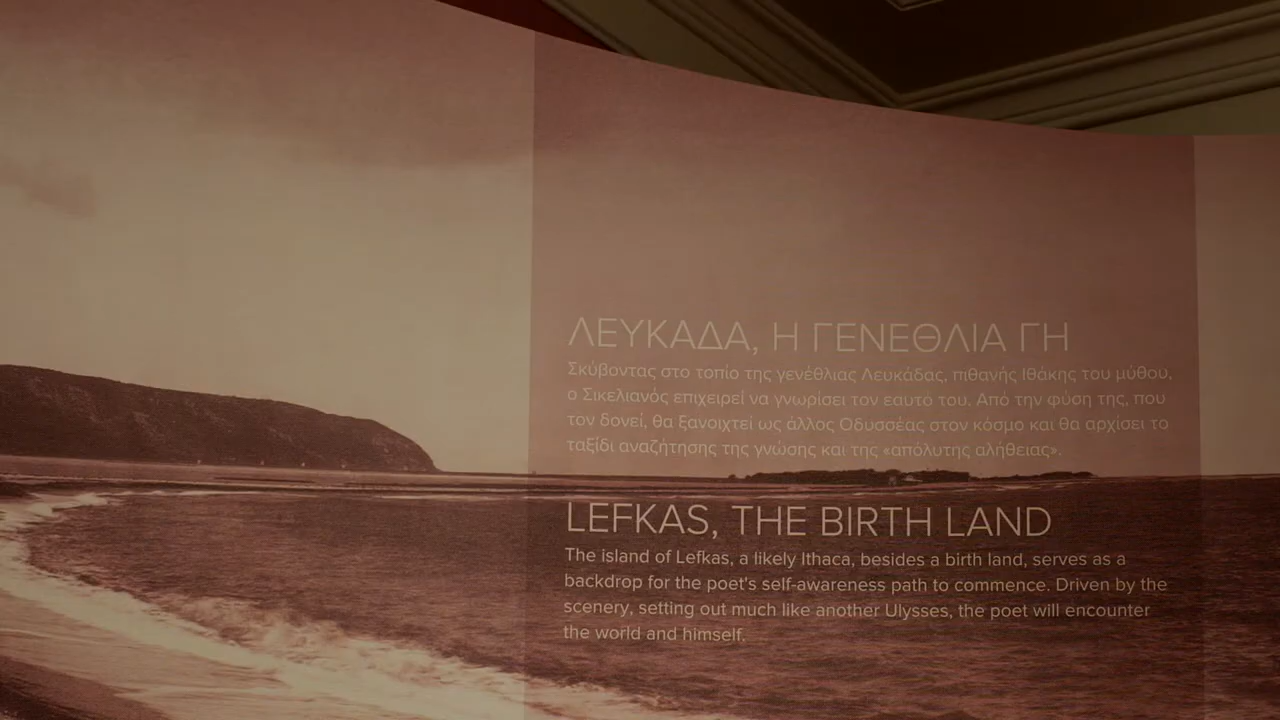 ΛΕΥΚΑΔΑ, Η ΓΕΝΕΘΛΙΑ ΓΗ
Σκύβοντας στο τοπίο της γενέθλιας Λευκάδας, πιθανής Ιθάκης του μύθου,
ο Σικελιανός επιχειρεί να γνωρίσει τον εαυτό του. Από την φύση της, που
τον δονεί, θα ξανοιχτεί ως άλλος Οδυσσέας στον κόσμο και θα αρχίσει το
ταξίδι αναζήτησης της γνώσης και της «απόλυτης αλήθειας».
LEFKAS, THE BIRTH LAND
The island of Lefkas, a likely Ithaca, besides a birth land, serves as a
backdrop for the poet's self-awareness path to commence. Driven by the
scenery, setting out much like another Ulysses, the poet will encounter
the world and himself.